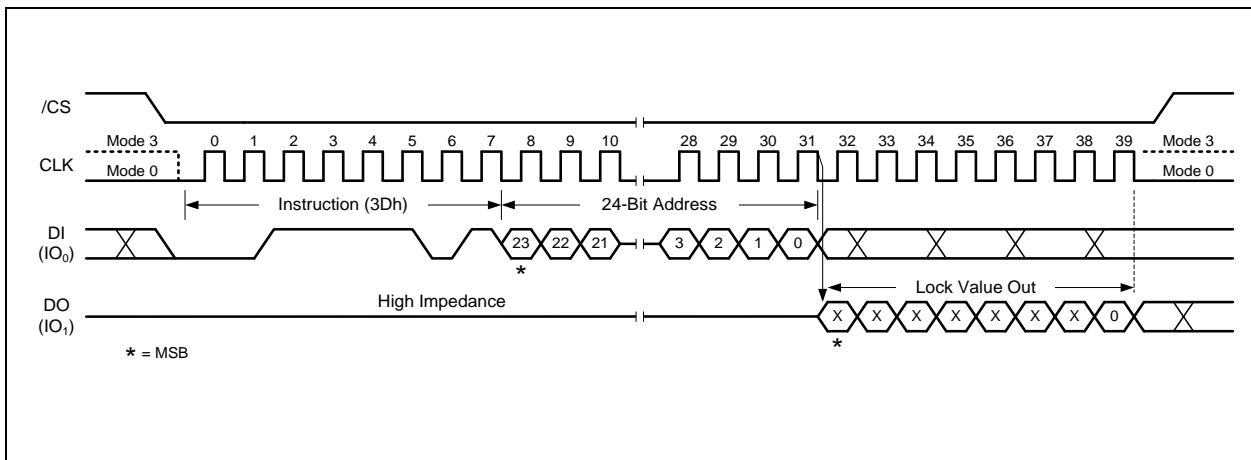 /CS
Mode 3 0 1 2 3 4 5 6 7 8 9 10 28 29 30 31 32 33 34 35 36 37 38 39 Mode 3
CLK
Mode 0 Mode 0
Instruction (3Dh) 24-Bit Address
DI
(IO₀)
23 22 21 3 2 1 0
*
High Impedance Lock Value Out
DO
(IO₁)
X X X X X X X 0
*
* = MSB